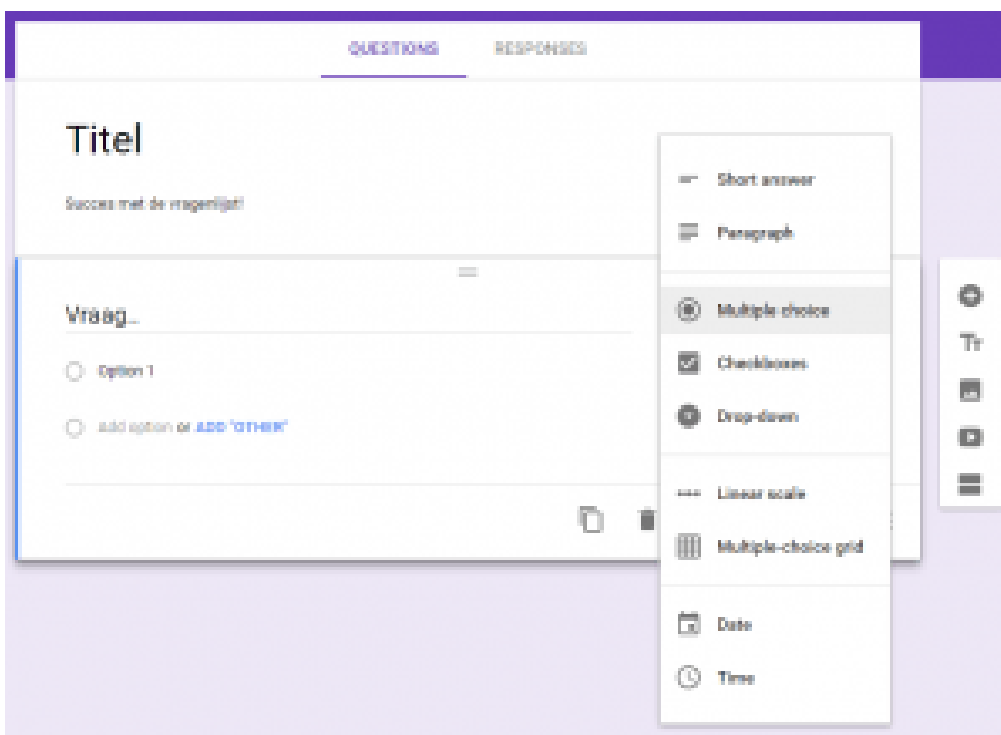 QUESTIONS RESPONSES
Titel
Succes met de vragenlijst!
Vraag...
Option 1
Add option or ADD "OTHER"
Short answer
Paragraph
Multiple choice
Checkboxes
Drop-down
Linear scale
Multiple-choice grid
Date
Time
Tт